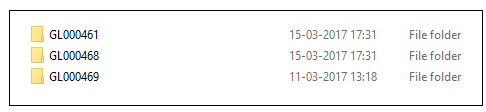 GL000461 15-03-2017 17:31 File folder
GL000468 15-03-2017 17:31 File folder
GL000469 11-03-2017 13:18 File folder